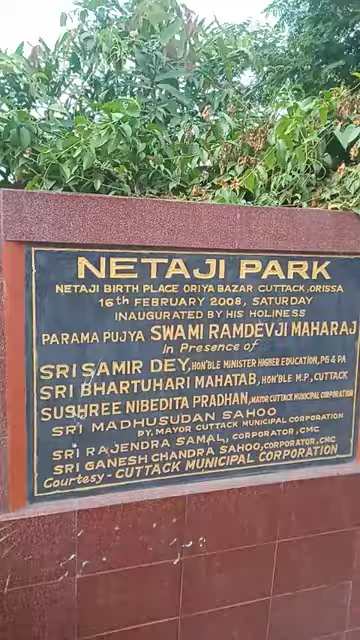 NETAJI PARK
NETAJI BIRTH PLACE ORIYA BAZAR CUTTACK, ORISSA
16th FEBRUARY 2008, SATURDAY
INAUGURATED BY HIS HOLINESS
PARAMA PUJYA SWAMI RAMDEVJI MAHARAJ
in Presence of
SRI SAMIR DEY, HON'BLE MINISTER HIGHER EDUCATION, PG & PA
SRI BHARTUHARI MAHATAB, HON'BLE M.P., CUTTACK
SUSHREE NIBEDITA PRADHAN, MAYOR CUTTACK MUNICIPAL CORPORATION
SRI MADHUSUDAN SAHOO
DY. MAYOR CUTTACK MUNICIPAL CORPORATION
SRI RAJENDRA SAMAL, CORPORATOR, CMC
SRI GANESH CHANDRA SAHOO, CORPORATOR, CMC
Courtesy- CUTTACK MUNICIPAL CORPORATION